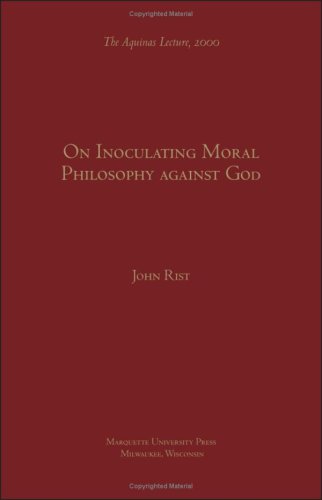 The Aquinas Lecture, 2000
On Inoculating Moral
Philosophy against God
John Rist
Marquette University Press
Milwaukee, Wisconsin